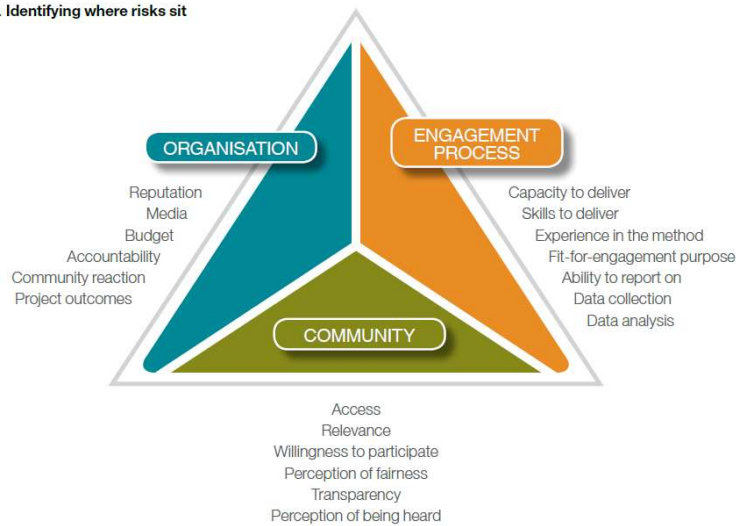 . Identifying where risks sit
ORGANISATION
ENGAGEMENT
PROCESS
Reputation
Media
Budget
Accountability
Community reaction
Project outcomes
Capacity to deliver
Skills to deliver
Experience in the method
Fit-for-engagement purpose
Ability to report on
Data collection
Data analysis
COMMUNITY
Access
Relevance
Willingness to participate
Perception of fairness
Transparency
Perception of being heard